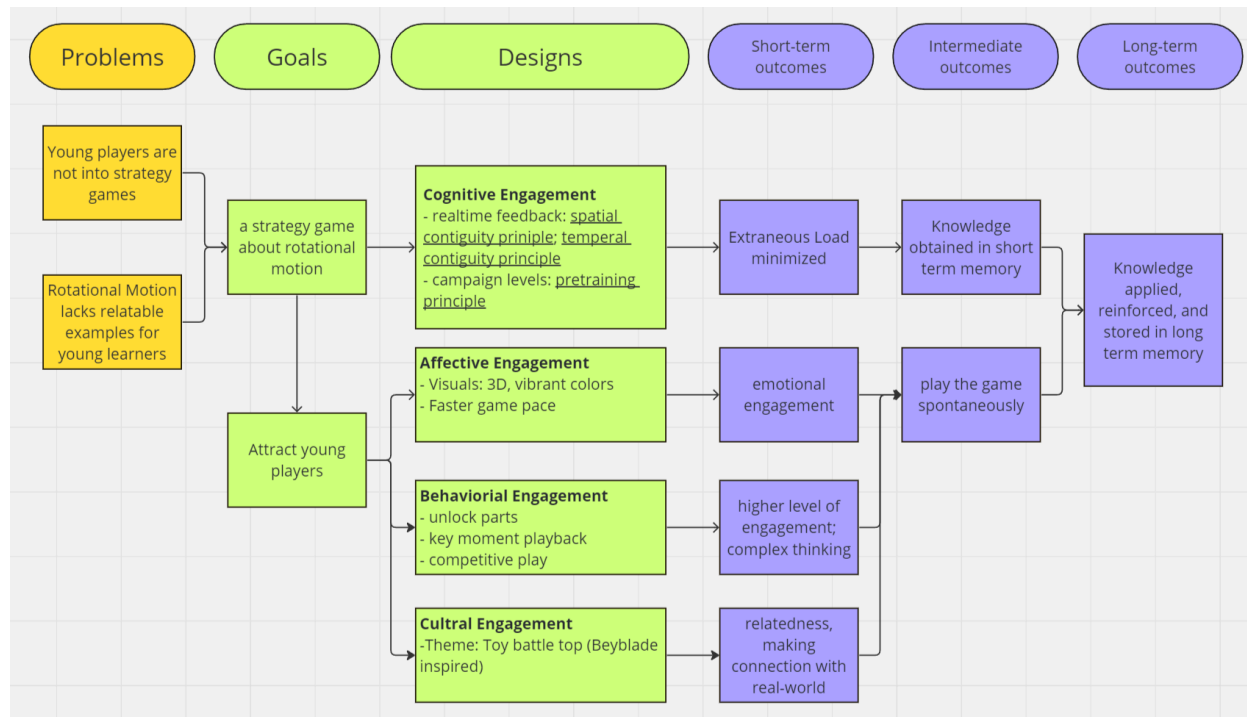 Problems
Goals
Designs
Short-term
outcomes
Intermediate
outcomes
Long-term
outcomes
Young players are
not into strategy
games
Rotational Motion
lacks relatable
examples for
young learners
a strategy game
about rotational
motion
Attract young
players
Cognitive Engagement
- realtime feedback: spatial
contiguity priniple; temperal
contiguity principle
- campaign levels: pretraining
principle
Affective Engagement
- Visuals: 3D, vibrant colors
- Faster game pace
Behaviorial Engagement
- unlock parts
- key moment playback
- competitive play
Cultral Engagement
-Theme: Toy battle top (Beyblade
inspired)
Extraneous Load
minimized
emotional
engagement
higher level of
engagement;
complex thinking
relatedness,
making
connection with
real-world
Knowledge
obtained in short
term memory
play the game
spontaneously
Knowledge
applied,
reinforced, and
stored in long
term memory